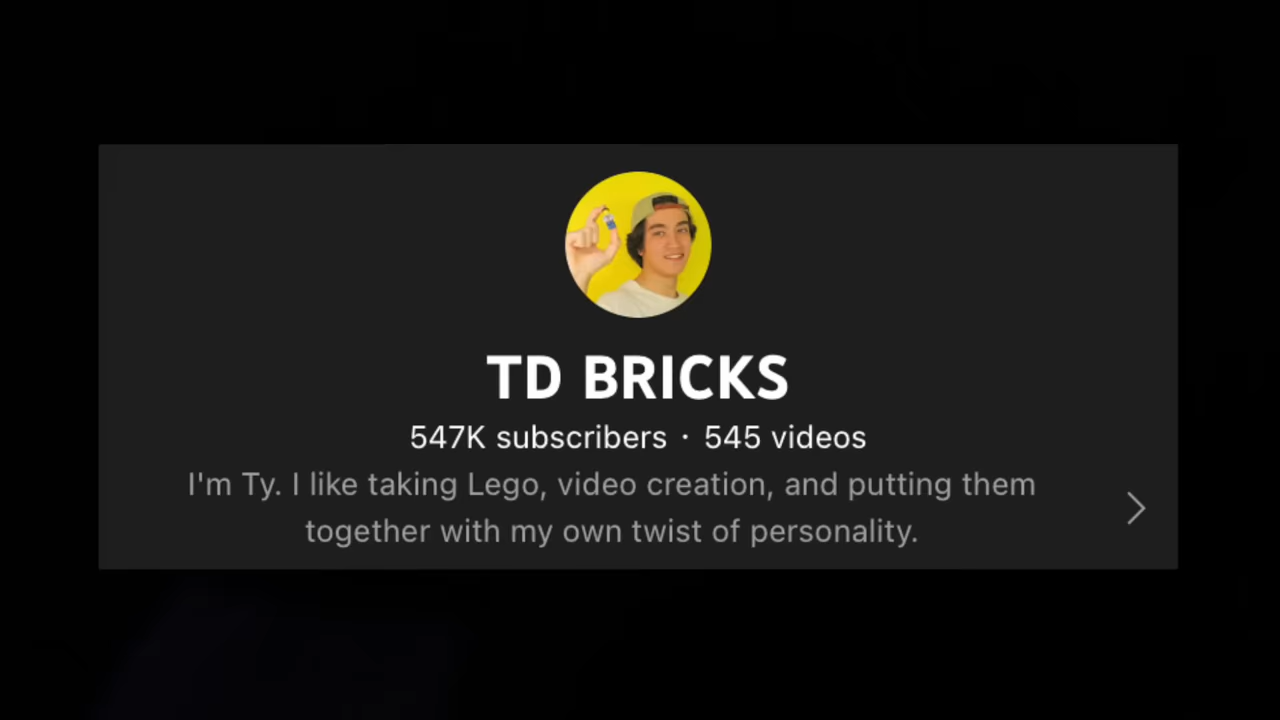 TD BRICKS
547K subscribers · 545 videos
I'm Ty. I like taking Lego, video creation, and putting them
together with my own twist of personality.